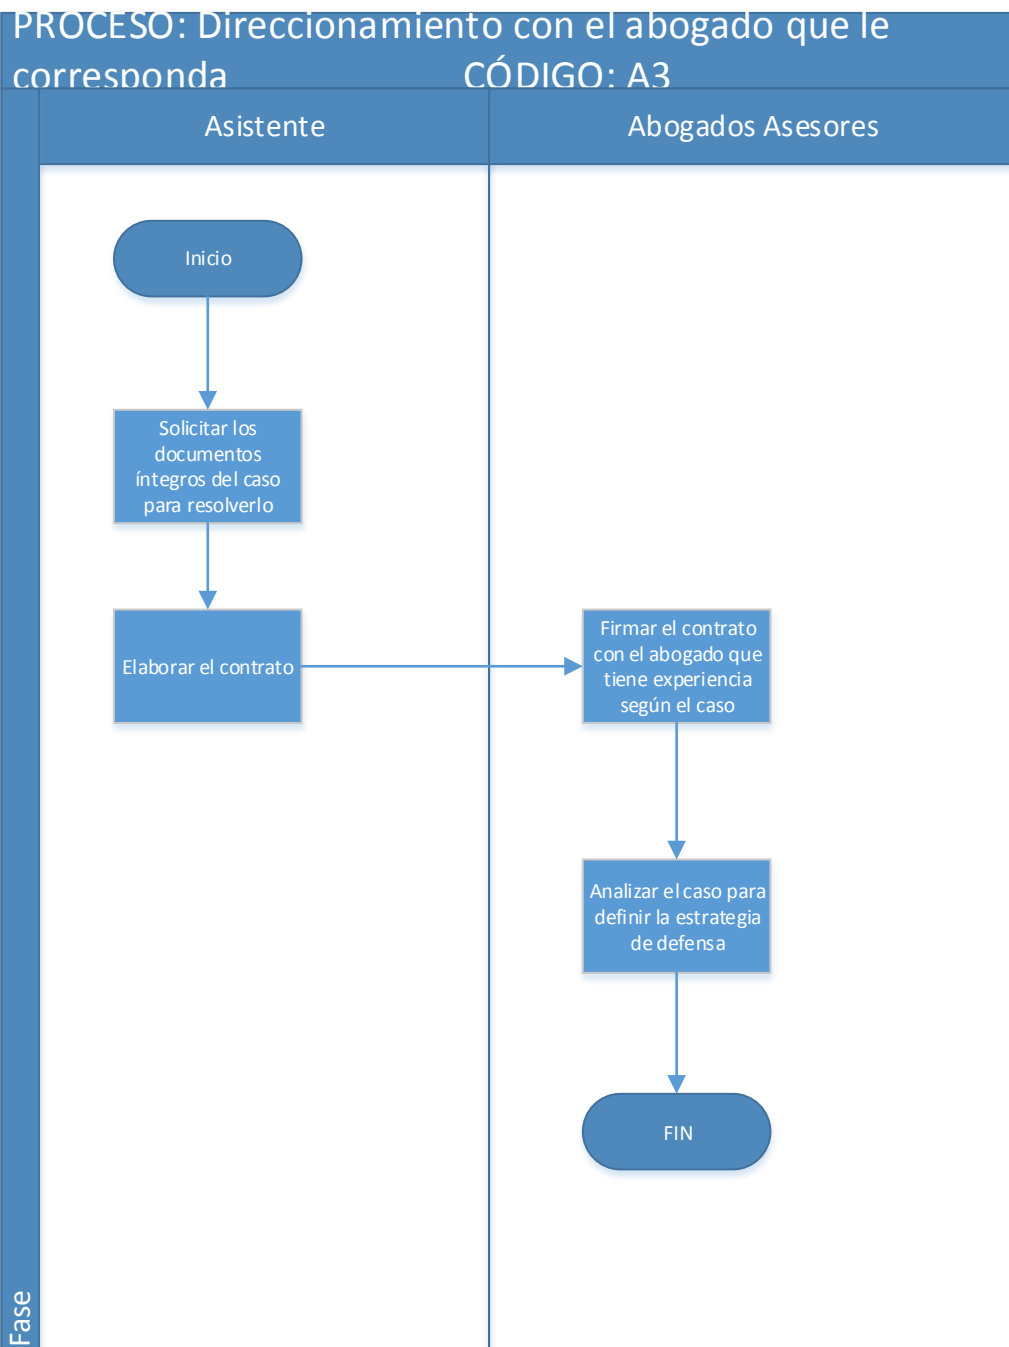 PROCESO: Direccionamiento con el abogado que le
corresponda CÓDIGO: A3
Asistente
Abogados Asesores
Inicio
Solicitar los
documentos
íntegros del caso
para resolverlo
Elaborar el contrato
Firmar el contrato
con el abogado que
tiene experiencia
según el caso
Analizar el caso para
definir la estrategia
de defensa
FIN
Fase